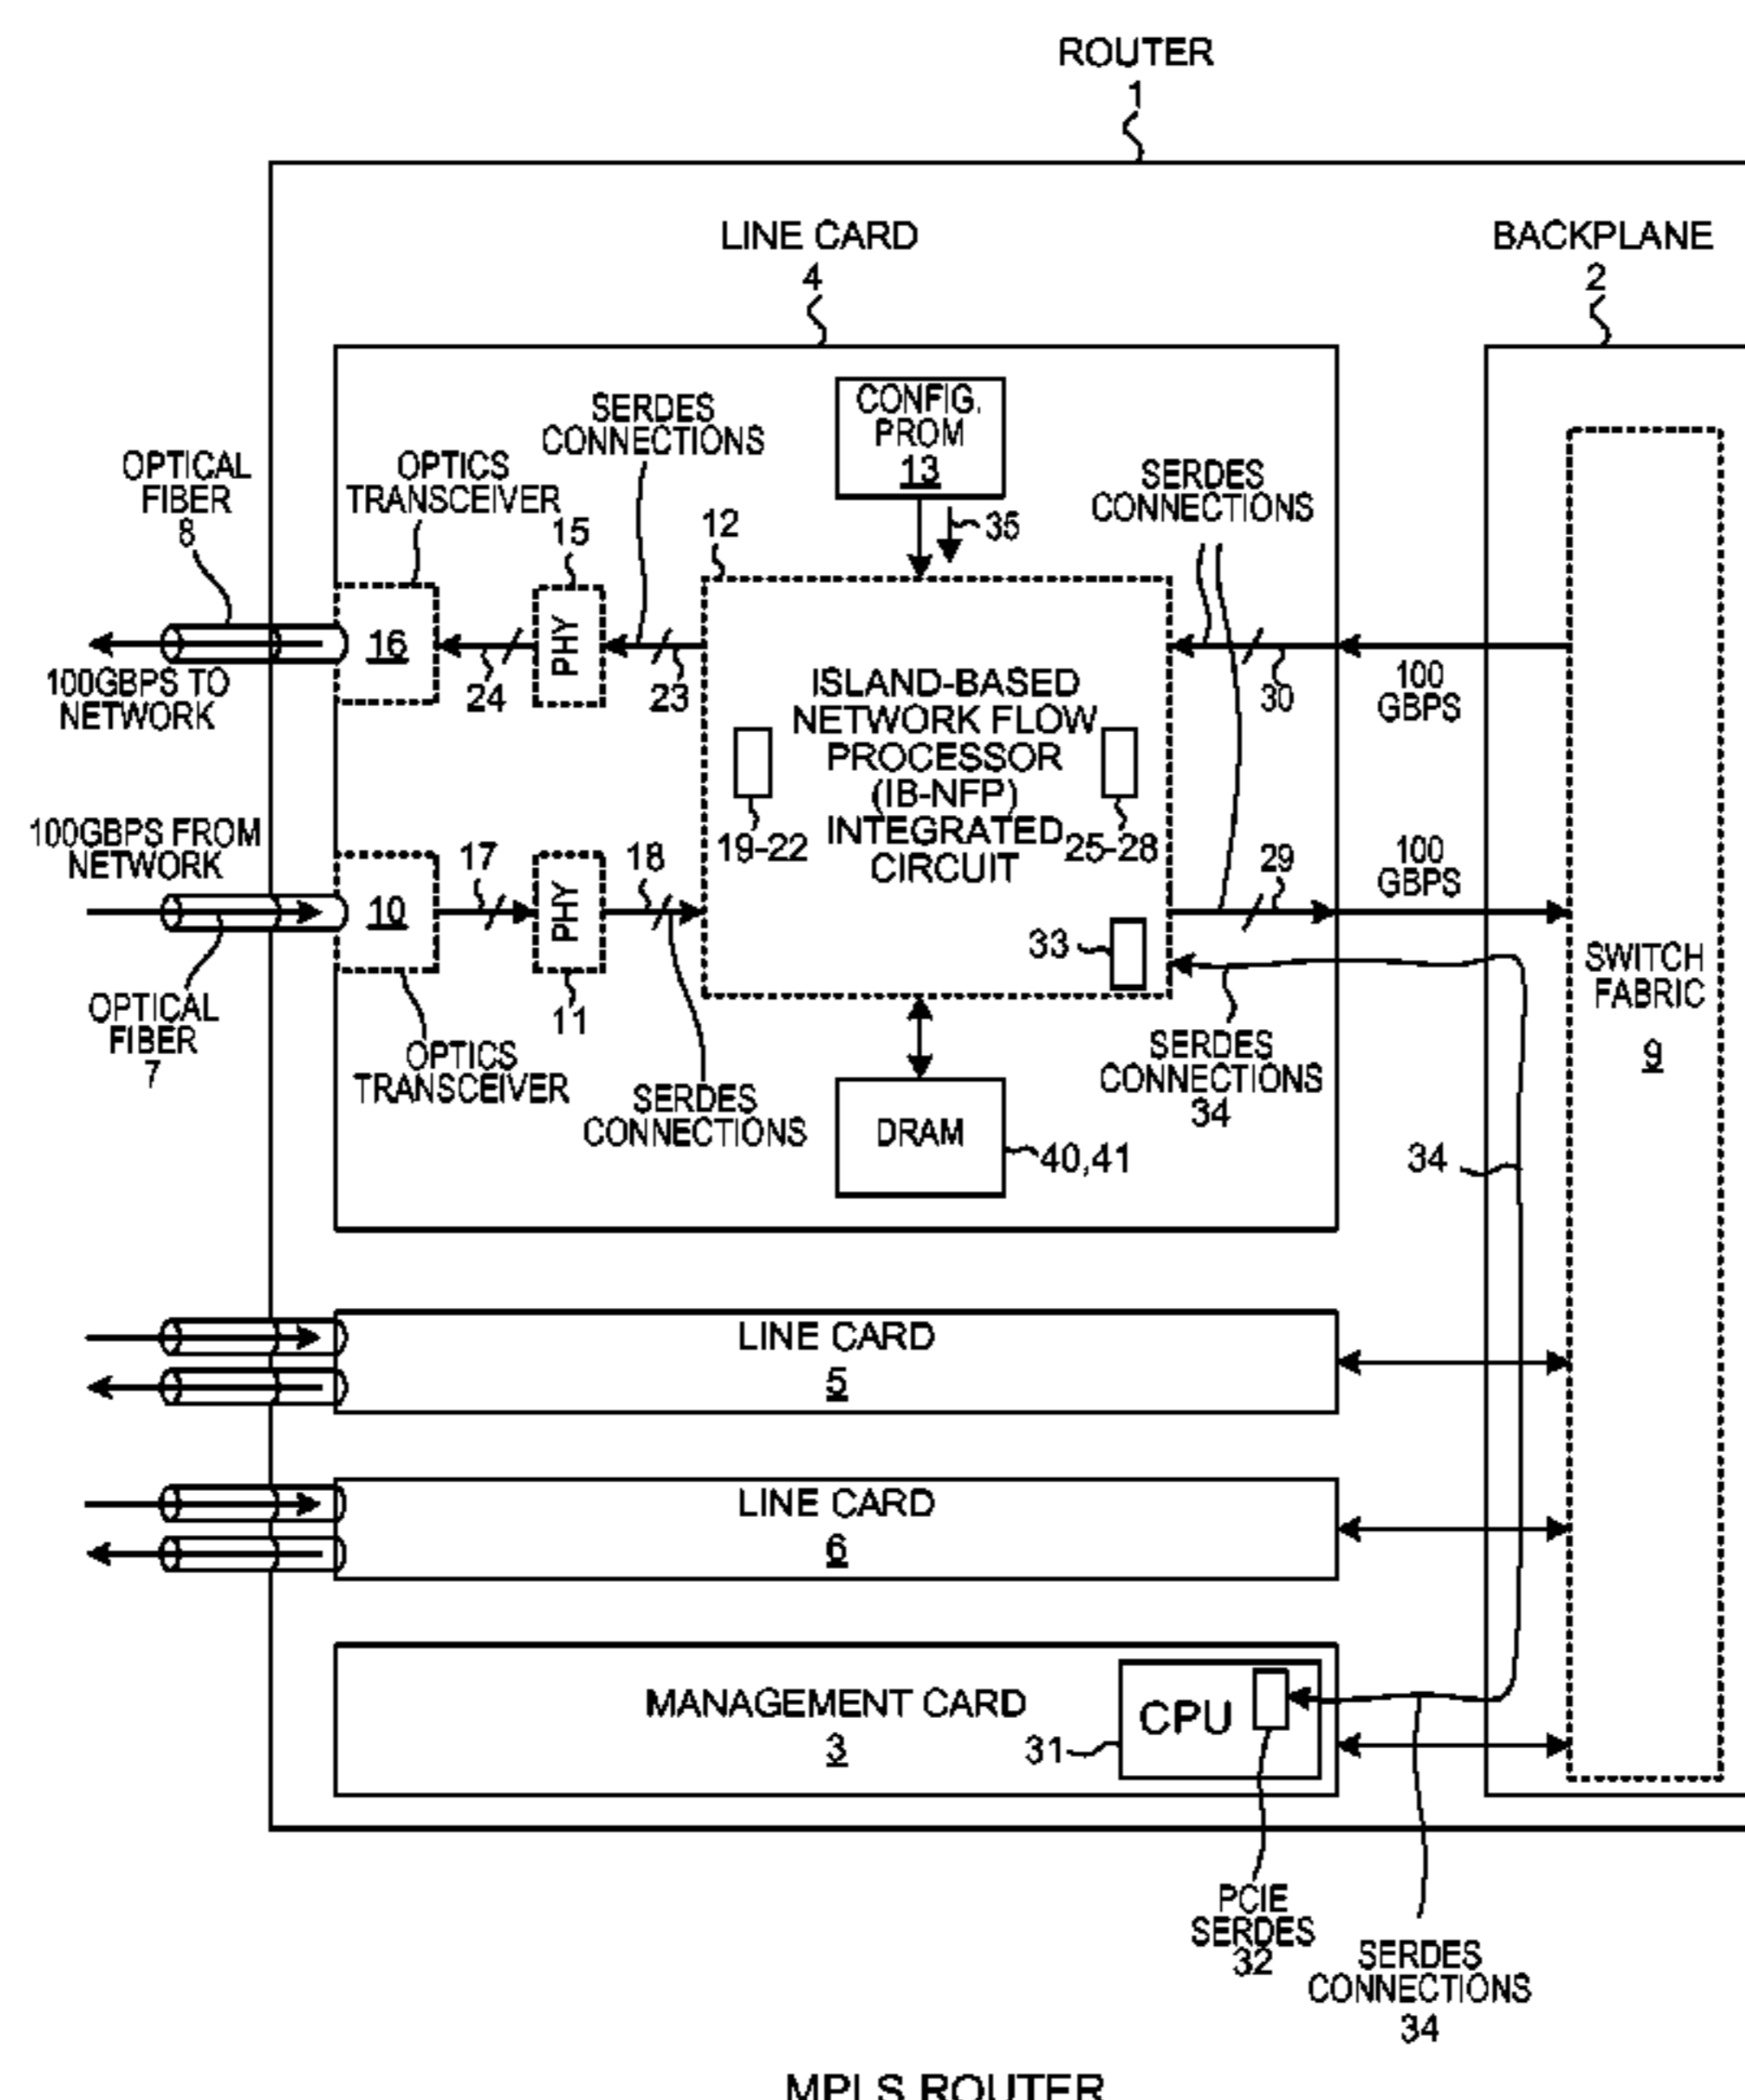 ROUTER
1
LINE CARD
4
BACKPLANE
2
CONFIG.
PROM
13
35
SERDES
CONNECTIONS
OPTICAL
FIBER
8
OPTICS
TRANSCEIVER
15
12
SERDES
CONNECTIONS
16
PHY
24
23
30
100
GBPS
100GBPS TO
NETWORK
ISLAND-BASED
NETWORK FLOW
PROCESSOR
(IB-NFP)
INTEGRATED
CIRCUIT
19-22
25-28
100GBPS FROM
NETWORK
17
18
29
100
GBPS
10
PHY
11
33
SWITCH
FABRIC
9
OPTICAL
FIBER
7
OPTICS
TRANSCEIVER
SERDES
CONNECTIONS
SERDES
CONNECTIONS
34
DRAM
40,41
34
LINE CARD
5
LINE CARD
6
MANAGEMENT CARD
3
31
CPU
PCIE
SERDES
32
SERDES
CONNECTIONS
34
MPLS ROUTER